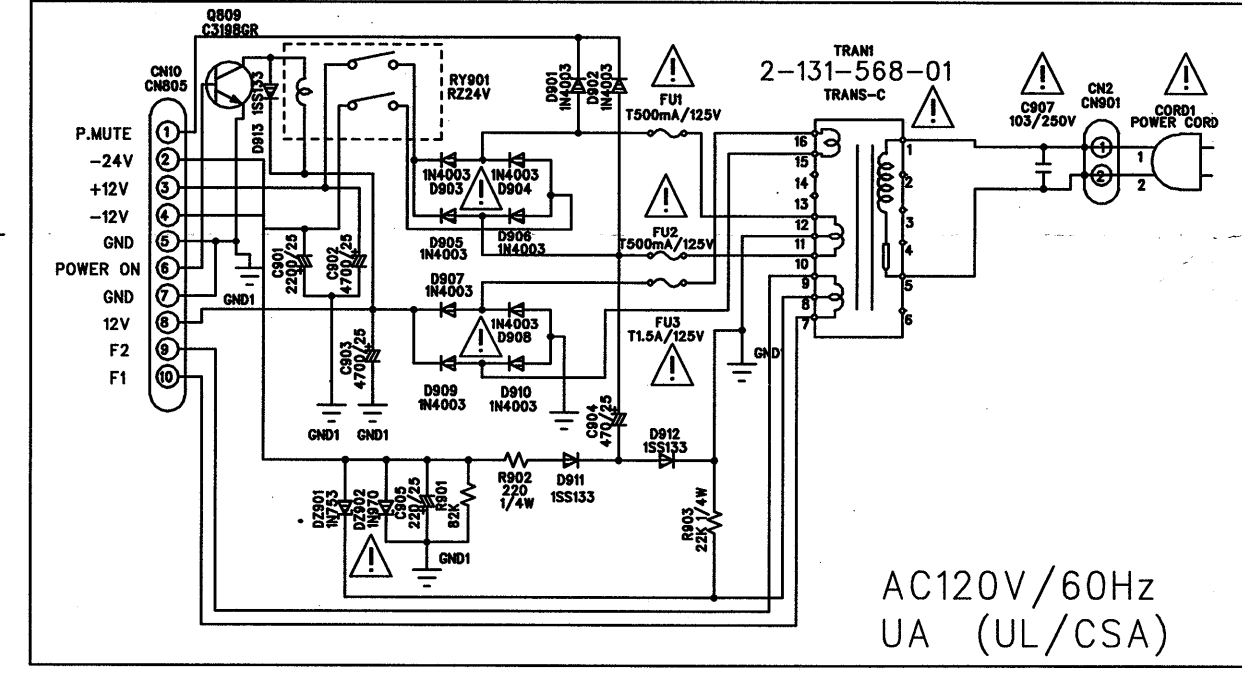 Q809
C3198GR
CN10
CN805
D913 1SS133
RY901
RZ24V
D901
1N4003
D902
1N4003
FU1
T500mA/125V
TRAN1
2-131-568-01
TRANS-C
C907
103/250V
CN2
CN901
CORD1
POWER CORD
P.MUTE 1
-24V 2
+12V 3
-12V 4
GND 5
POWER ON 6
GND 7
12V 8
F2 9
F1 10
GND1
C901
2200/25
C902
4700/25
1N4003
D903
1N4003
D904
D905
1N4003
D906
1N4003
FU2
T500mA/125V
D907
1N4003
1N4003
D908
FU3
T1.5A/125V
D909
1N4003
D910
1N4003
C903
4700/25
GND1
GND1
C904
470/25
GND1
16
15
14
13
12
11
10
9
8
7
1
2
3
4
5
6
1
2
1
2
R902
220
1/4W
D911
1SS133
D912
1SS133
DZ901
1N753
DZ902
1N970
C905
220/25
R901
82K
GND1
R903
22K 1/4W
AC120V/60Hz
UA (UL/CSA)